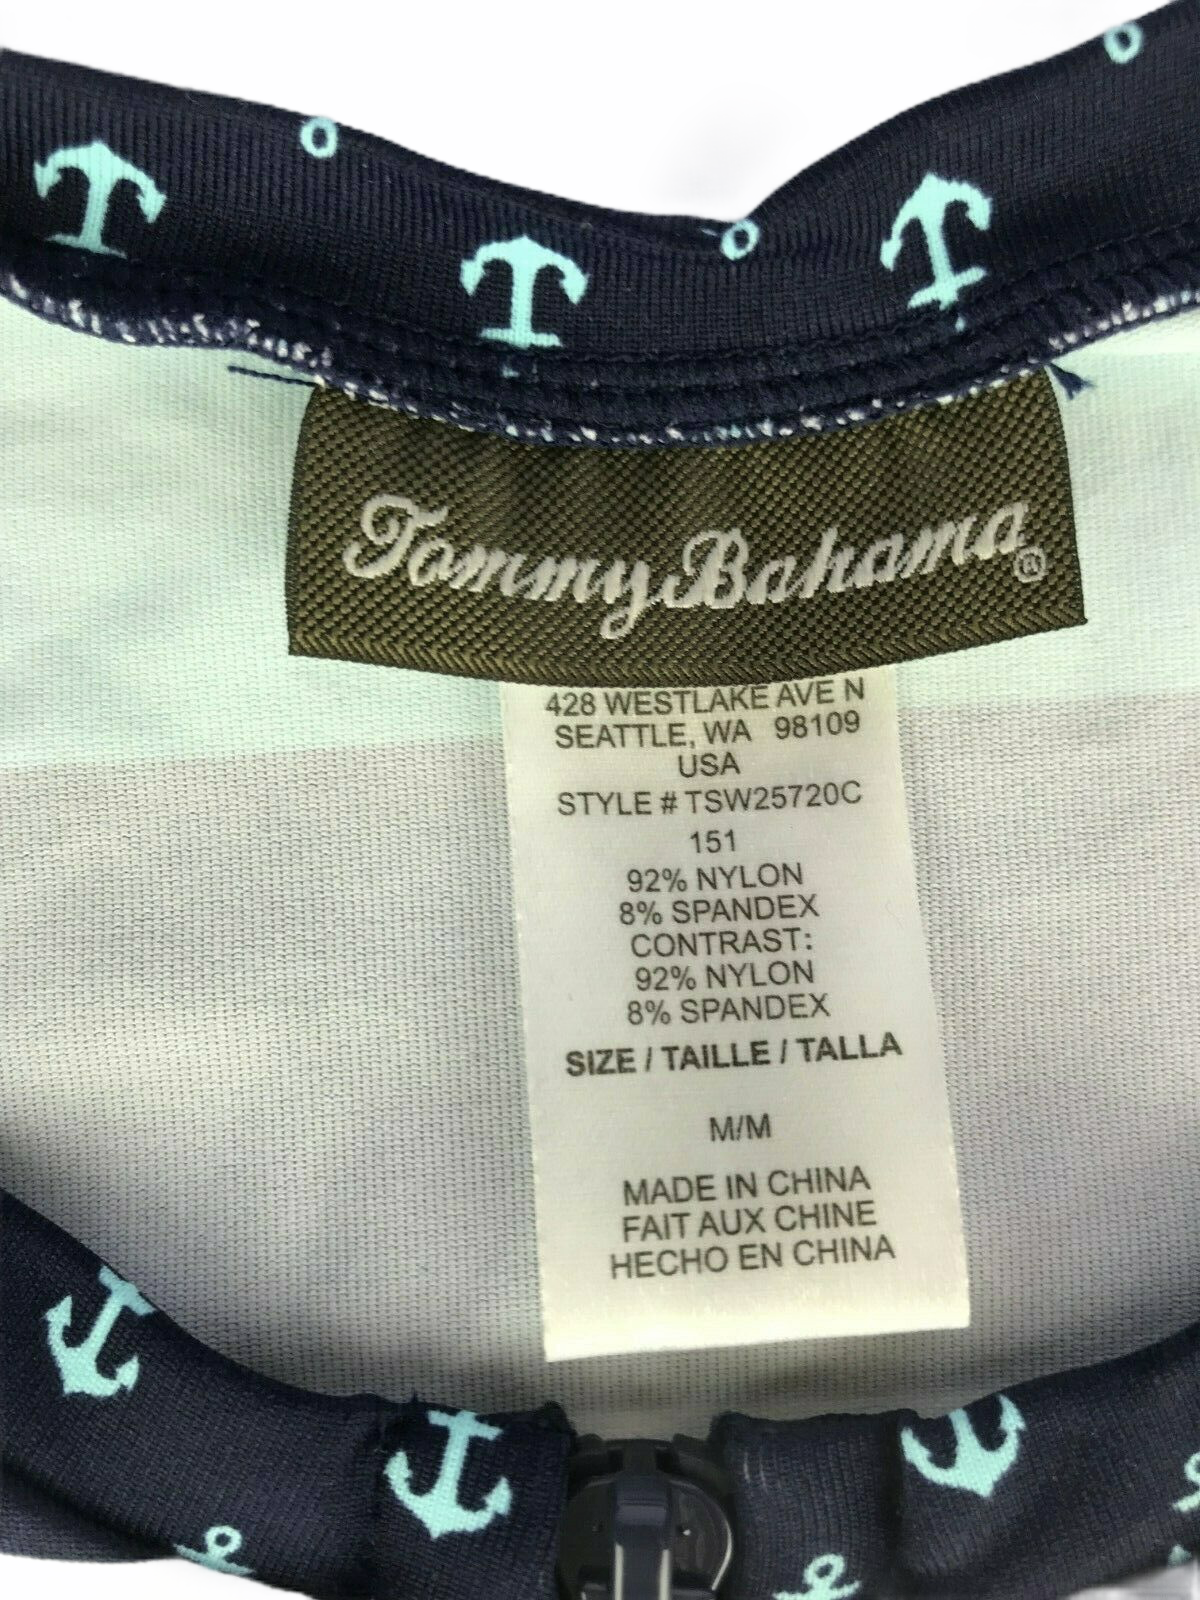 Tommy Bahama®
428 WESTLAKE AVE N
SEATTLE, WA 98109
USA
STYLE # TSW25720C
151
92% NYLON
8% SPANDEX
CONTRAST:
92% NYLON
8% SPANDEX
SIZE / TAILLE / TALLA
M/M
MADE IN CHINA
FAIT AUX CHINE
HECHO EN CHINA